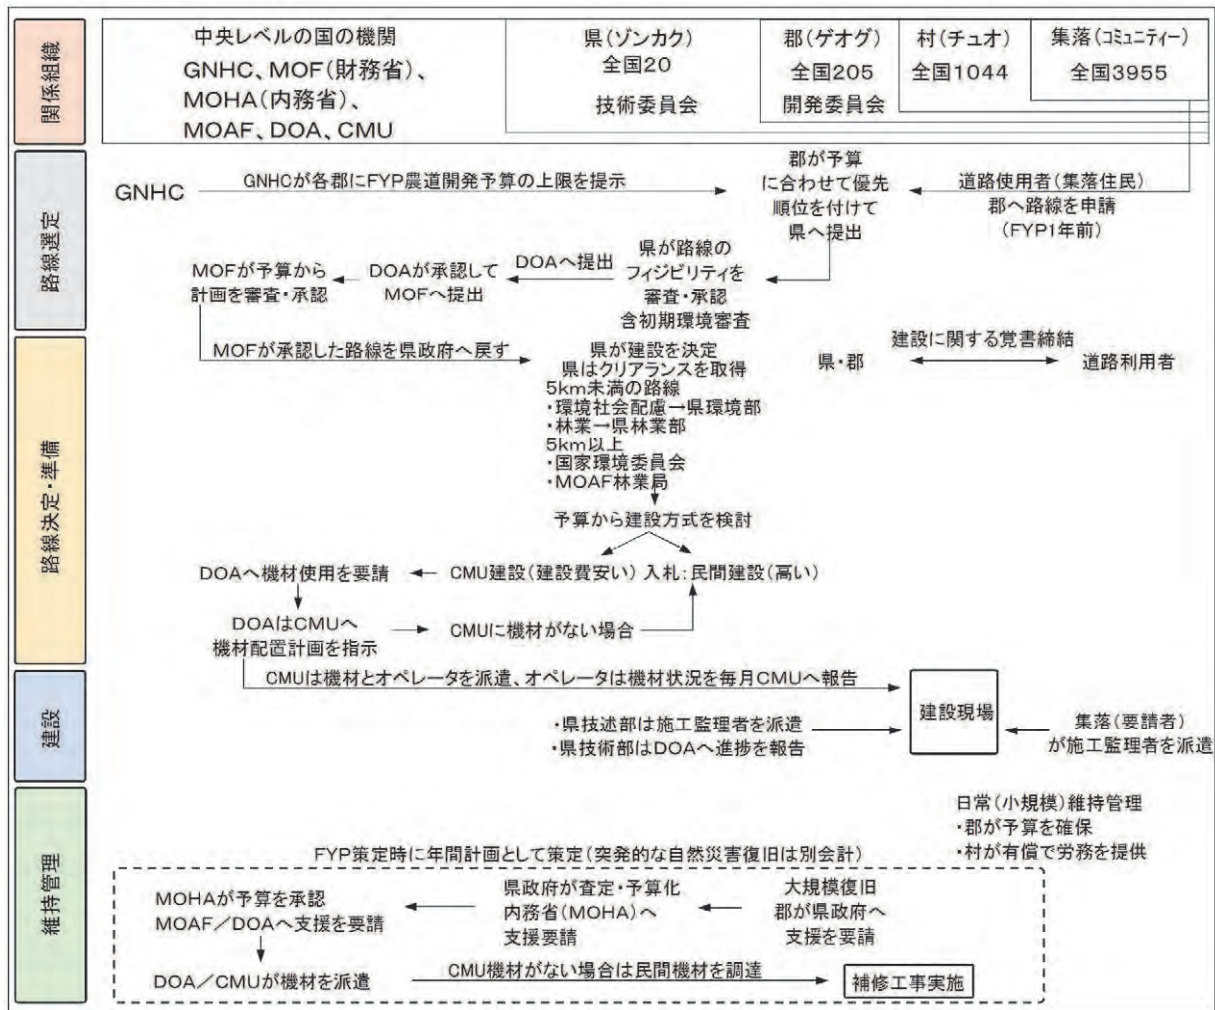 関係組織
中央レベルの国の機関
GNHC、MOF(財務省)、
MOHA(内務省)、
MOAF、DOA、CMU
県(ゾンカク)
全国20
技術委員会
郡(ゲオグ)
全国205
開発委員会
村(チュオ)
全国1044
集落(コミュニティー)
全国3955
路線選定
GNHC
GNHCが各郡にFYP農道開発予算の上限を提示
郡が予算
に合わせて優先
順位を付けて
県へ提出
道路使用者(集落住民)
郡へ路線を申請
(FYP1年前)
MOFが予算から
計画を審査・承認
DOAが承認して
MOFへ提出
DOAへ提出
県が路線の
フィジビリティを
審査・承認
含初期環境審査
路線決定・準備
MOFが承認した路線を県政府へ戻す
県が建設を決定
県はクリアランスを取得
5km未満の路線
・環境社会配慮→県環境部
・林業→県林業部
5km以上
・国家環境委員会
・MOAF林業局
県・郡
建設に関する覚書締結
道路利用者
予算から建設方式を検討
DOAへ機材使用を要請
CMU建設(建設費安い)
入札:民間建設(高い)
DOAはCMUへ
機材配置計画を指示
CMUに機材がない場合
建設
CMUは機材とオペレータを派遣、オペレータは機材状況を毎月CMUへ報告
・県技述部は施工監理者を派遣
・県技術部はDOAへ進捗を報告
建設現場
集落(要請者)
が施工監理者を派遣
維持管理
日常(小規模)維持管理
・郡が予算を確保
・村が有償で労務を提供
FYP策定時に年間計画として策定(突発的な自然災害復旧は別会計)
MOHAが予算を承認
MOAF/DOAへ支援を要請
県政府が査定・予算化
内務省(MOHA)へ
支援要請
大規模復旧
郡が県政府へ
支援を要請
DOA/CMUが機材を派遣
CMU機材がない場合は民間機材を調達
補修工事実施